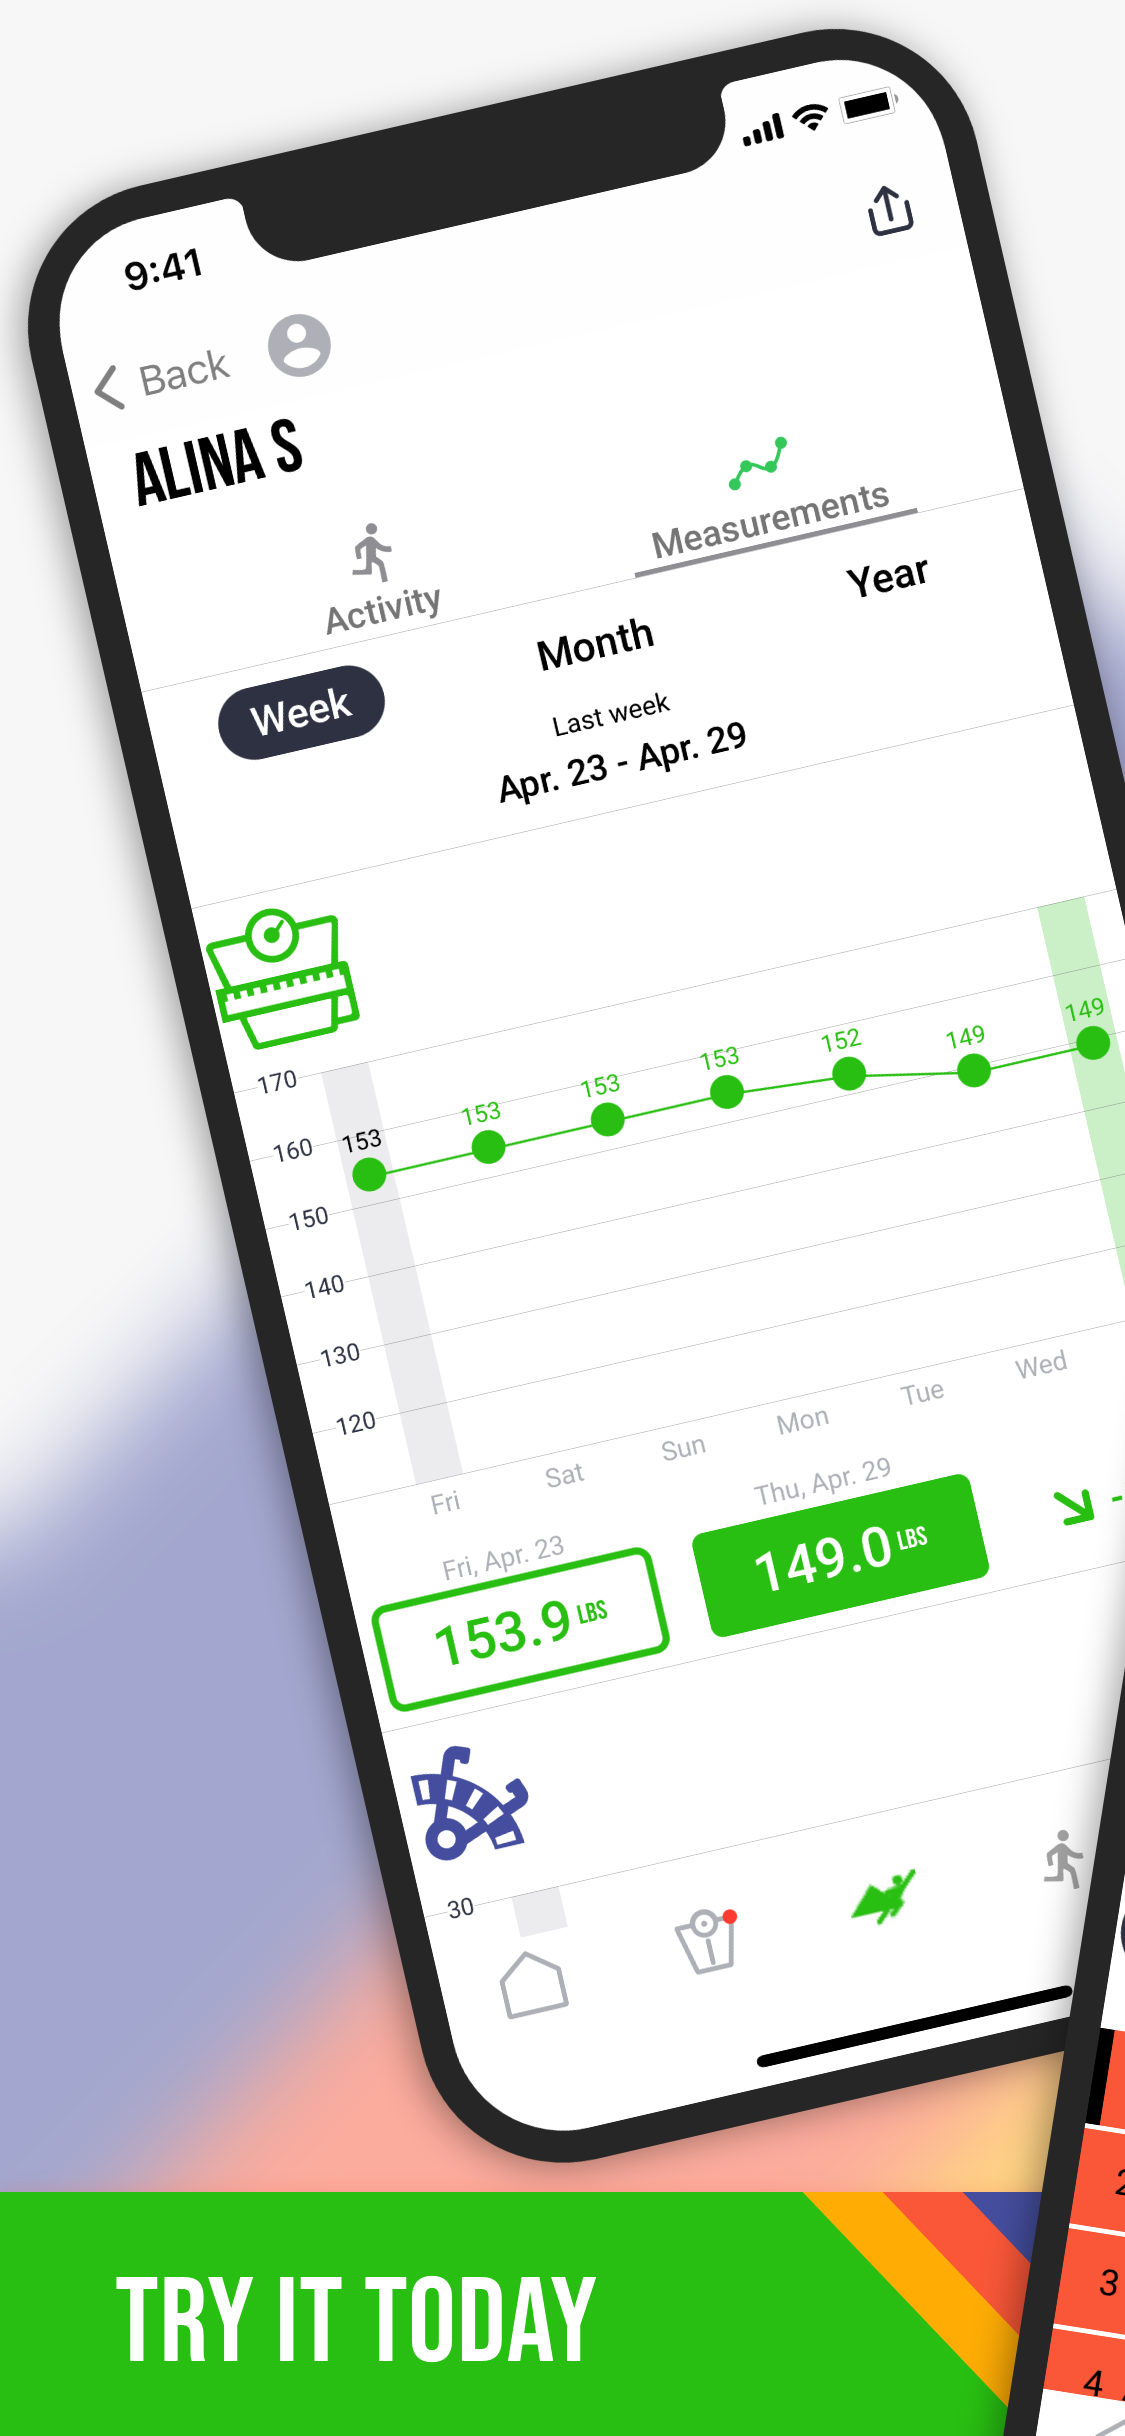 9:41
Back
ALINA S
Activity
Measurements
Week
Month
Year
Last week
Apr. 23 - Apr. 29
170
160
150
140
130
120
153
153
153
153
152
149
149
Fri
Sat
Sun
Mon
Tue
Wed
Fri, Apr. 23
153.9 LBS
Thu, Apr. 29
149.0 LBS
-
30
2
3
4
TRY IT TODAY